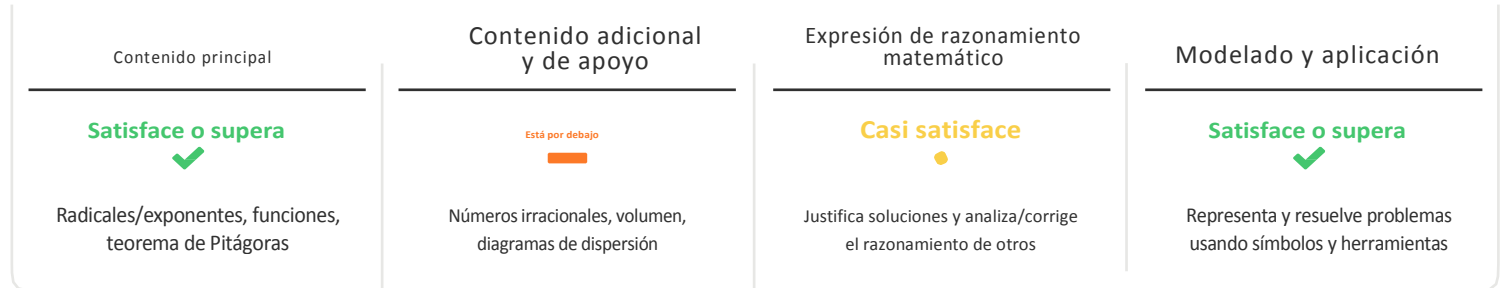 Contenido principal
Satisface o supera
Radicales/exponentes, funciones,
teorema de Pitágoras
Contenido adicional
y de apoyo
Está por debajo
Números irracionales, volumen,
diagramas de dispersión
Expresión de razonamiento
matemático
Casi satisface
Justifica soluciones y analiza/corrige
el razonamiento de otros
Modelado y aplicación
Satisface o supera
Representa y resuelve problemas
usando símbolos y herramientas